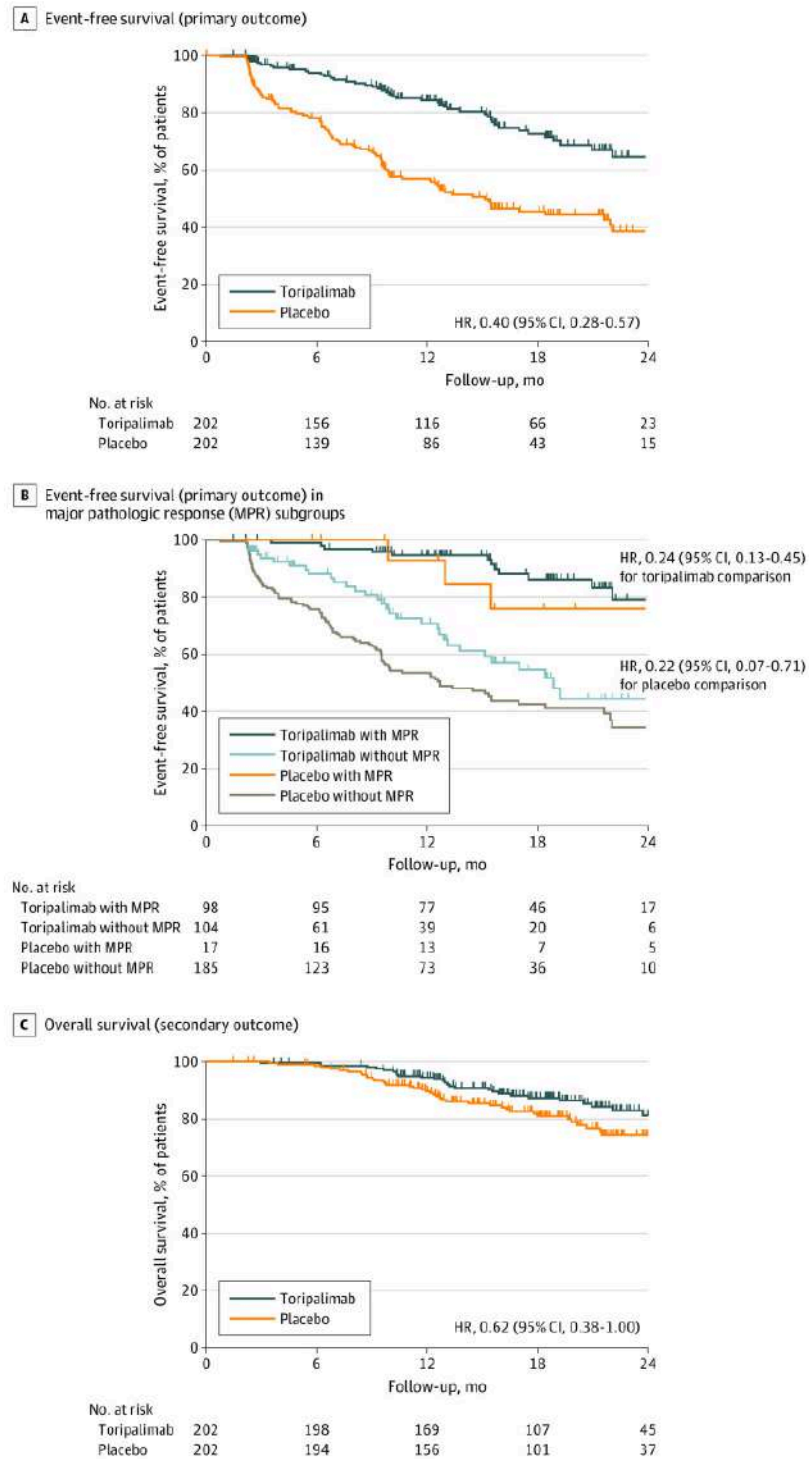 A Event-free survival (primary outcome)
100
80
60
40
20
0
Event-free survival, % of patients
Toripalimab
Placebo
HR, 0.40 (95% CI, 0.28-0.57)
0 6 12 18 24
Follow-up, mo
No. at risk
Toripalimab 202 156 116 66 23
Placebo 202 139 86 43 15
B Event-free survival (primary outcome) in
major pathologic response (MPR) subgroups
100
80
60
40
20
0
Event-free survival, % of patients
HR, 0.24 (95% CI, 0.13-0.45)
for toripalimab comparison
HR, 0.22 (95% CI, 0.07-0.71)
for placebo comparison
Toripalimab with MPR
Toripalimab without MPR
Placebo with MPR
Placebo without MPR
0 6 12 18 24
Follow-up, mo
No. at risk
Toripalimab with MPR 98 95 77 46 17
Toripalimab without MPR 104 61 39 20 6
Placebo with MPR 17 16 13 7 5
Placebo without MPR 185 123 73 36 10
C Overall survival (secondary outcome)
100
80
60
40
20
0
Overall survival, % of patients
Toripalimab
Placebo
HR, 0.62 (95% CI, 0.38-1.00)
0 6 12 18 24
Follow-up, mo
No. at risk
Toripalimab 202 198 169 107 45
Placebo 202 194 156 101 37